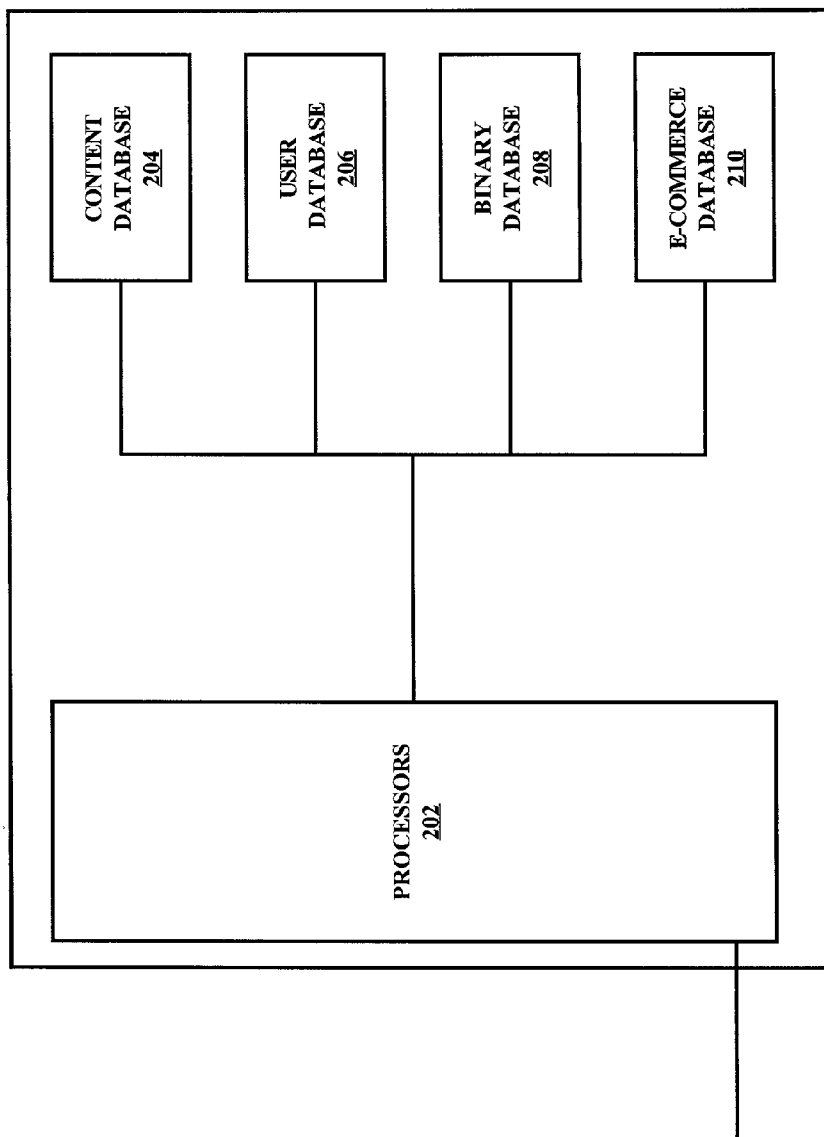 PROCESSORS
202
CONTENT
DATABASE
204
USER
DATABASE
206
BINARY
DATABASE
208
E-COMMERCE
DATABASE
210